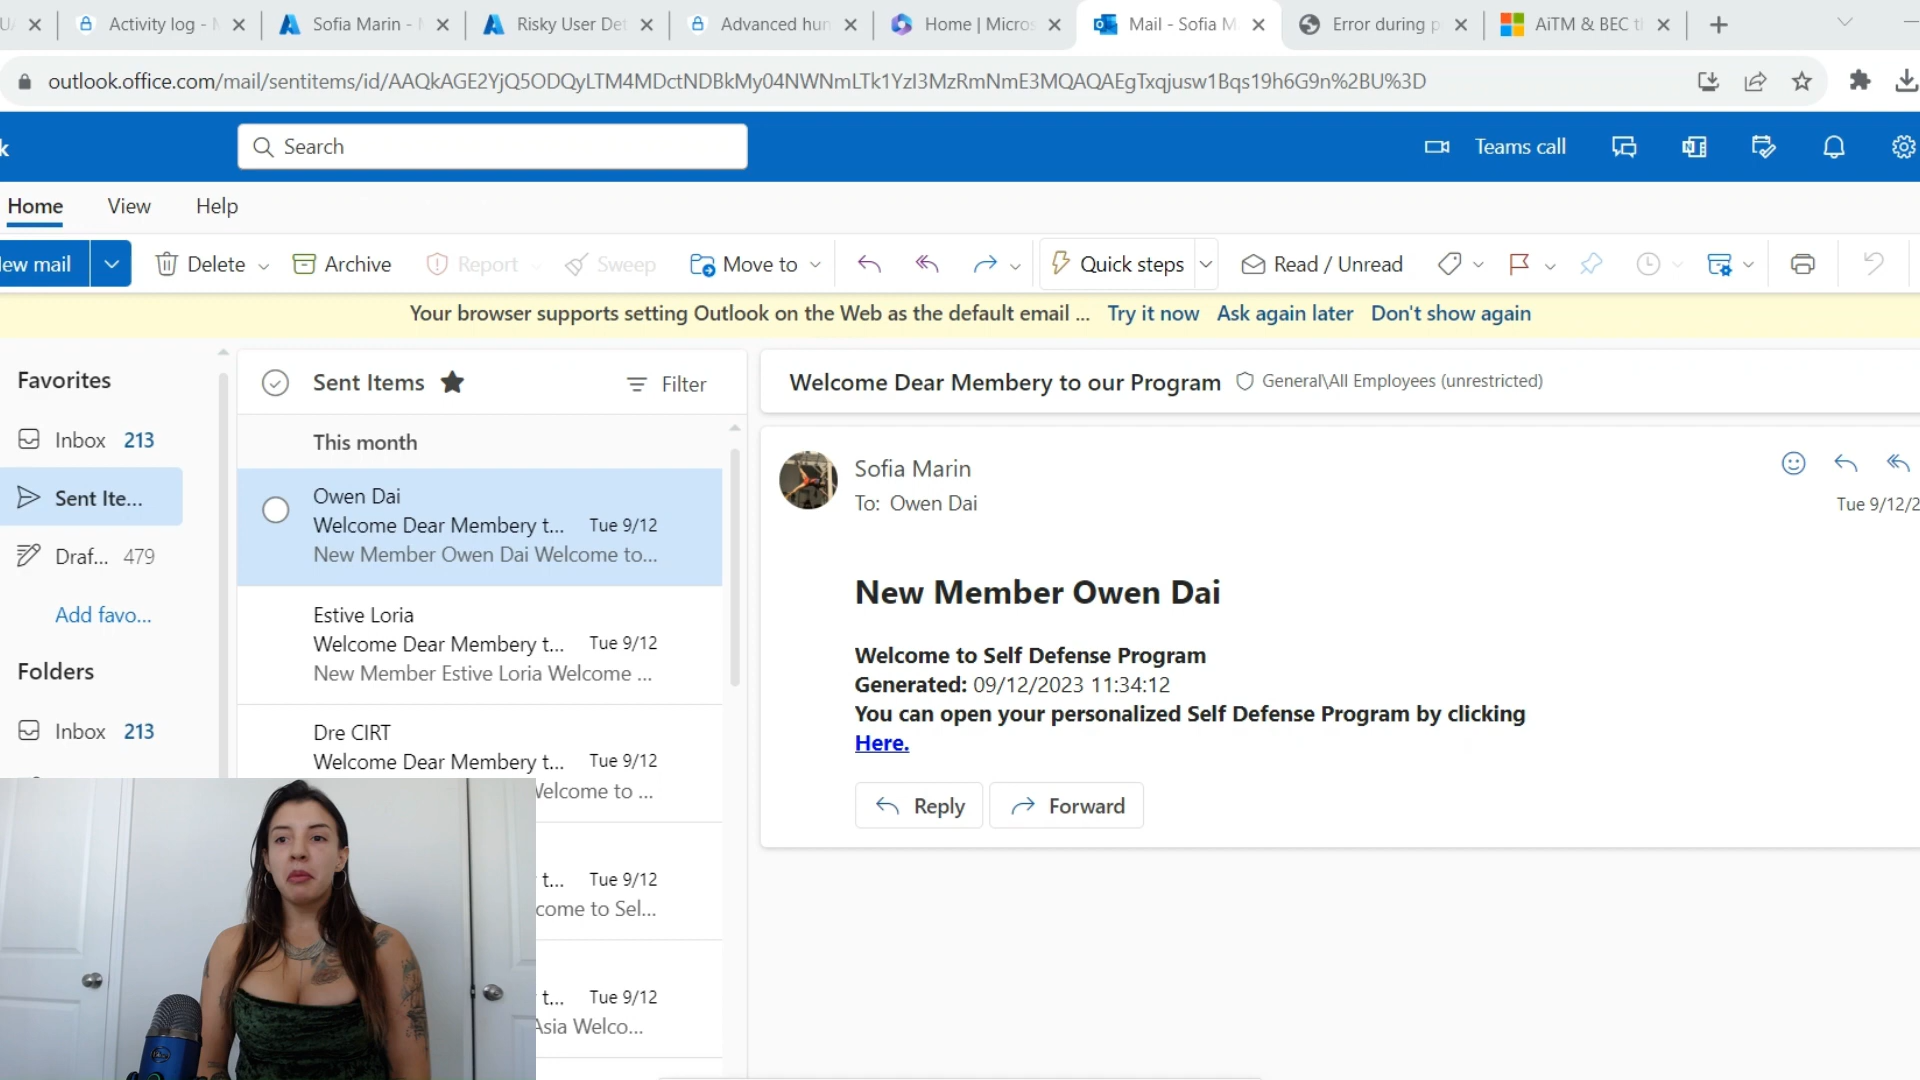 Activity log -
Sofia Marin -
Risky User Det
Advanced hun
Home | Micros
Mail - Sofia M
Error during p
AiTM & BEC t
outlook.office.com/mail/sentitems/id/AAQkAGE2YjQ5ODQyLTM4MDctNDBkMy04NWNmLTk1YzI3MzRmNmE3MQAQAEgTxqjusw1Bqs19h6G9n%2BU%3D
k
Search
Teams call
Home View Help
ew mail
Delete
Archive
Report
Sweep
Move to
Quick steps
Read / Unread
Your browser supports setting Outlook on the Web as the default email ... Try it now Ask again later Don't show again
Favorites
Inbox 213
Sent Ite...
Draf... 479
Add favo...
Folders
Inbox 213
Sent Items
Filter
This month
Owen Dai
Welcome Dear Membery t... Tue 9/12
New Member Owen Dai Welcome to...
Estive Loria
Welcome Dear Membery t... Tue 9/12
New Member Estive Loria Welcome ...
Dre CIRT
Welcome Dear Membery t... Tue 9/12
Welcome to ...
t... Tue 9/12
come to Sel...
t... Tue 9/12
Asia Welco...
Welcome Dear Membery to our Program
General\All Employees (unrestricted)
Sofia Marin
To: Owen Dai
Tue 9/12/2
New Member Owen Dai
Welcome to Self Defense Program
Generated: 09/12/2023 11:34:12
You can open your personalized Self Defense Program by clicking
Here.
Reply
Forward